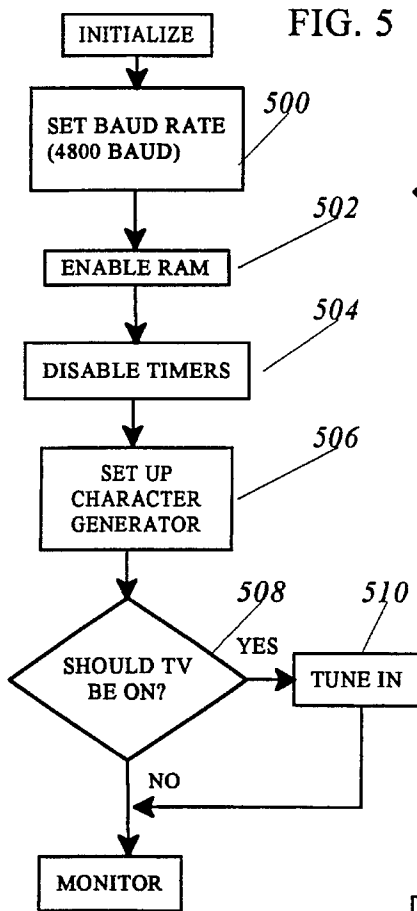 FIG. 5
INITIALIZE
SET BAUD RATE
(4800 BAUD)
500
ENABLE RAM
502
DISABLE TIMERS
504
SET UP
CHARACTER
GENERATOR
506
SHOULD TV
BE ON?
508
YES
510
TUNE IN
NO
MONITOR